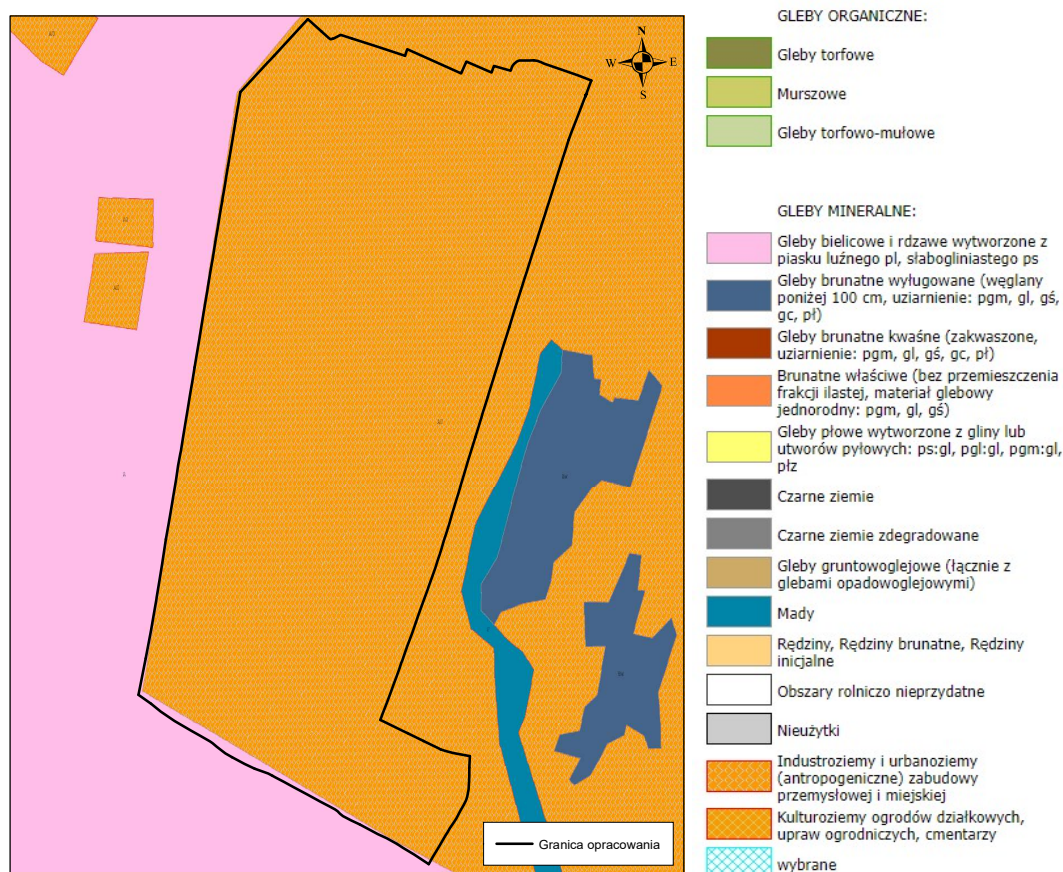 N
W E
S
Granica opracowania
GLEBY ORGANICZNE:
Gleby torfowe
Murszowe
Gleby torfowo-mułowe
GLEBY MINERALNE:
Gleby bielicowe i rdzawe wytworzone z
piasku luźnego pl, słabogliniastego ps
Gleby brunatne wyługowane (węglany
poniżej 100 cm, uziarnienie: pgm, gl, gś,
gc, pł)
Gleby brunatne kwaśne (zakwaszone,
uziarnienie: pgm, gl, gś, gc, pł)
Brunatne właściwe (bez przemieszczenia
frakcji ilastej, materiał glebowy
jednorodny: pgm, gl, gś)
Gleby płowe wytworzone z gliny lub
utworów pyłowych: ps:gl, pgl:gl, pgm:gl,
płz
Czarne ziemie
Czarne ziemie zdegradowane
Gleby gruntowoglejowe (łącznie z
glebami opadowoglejowymi)
Mady
Rędziny, Rędziny brunatne, Rędziny
inicjalne
Obszary rolniczo nieprzydatne
Nieużytki
Industroziemy i urbanoziemy
(antropogeniczne) zabudowy
przemysłowej i miejskiej
Kulturoziemy ogrodów działkowych,
upraw ogrodniczych, cmentarzy
wybrane